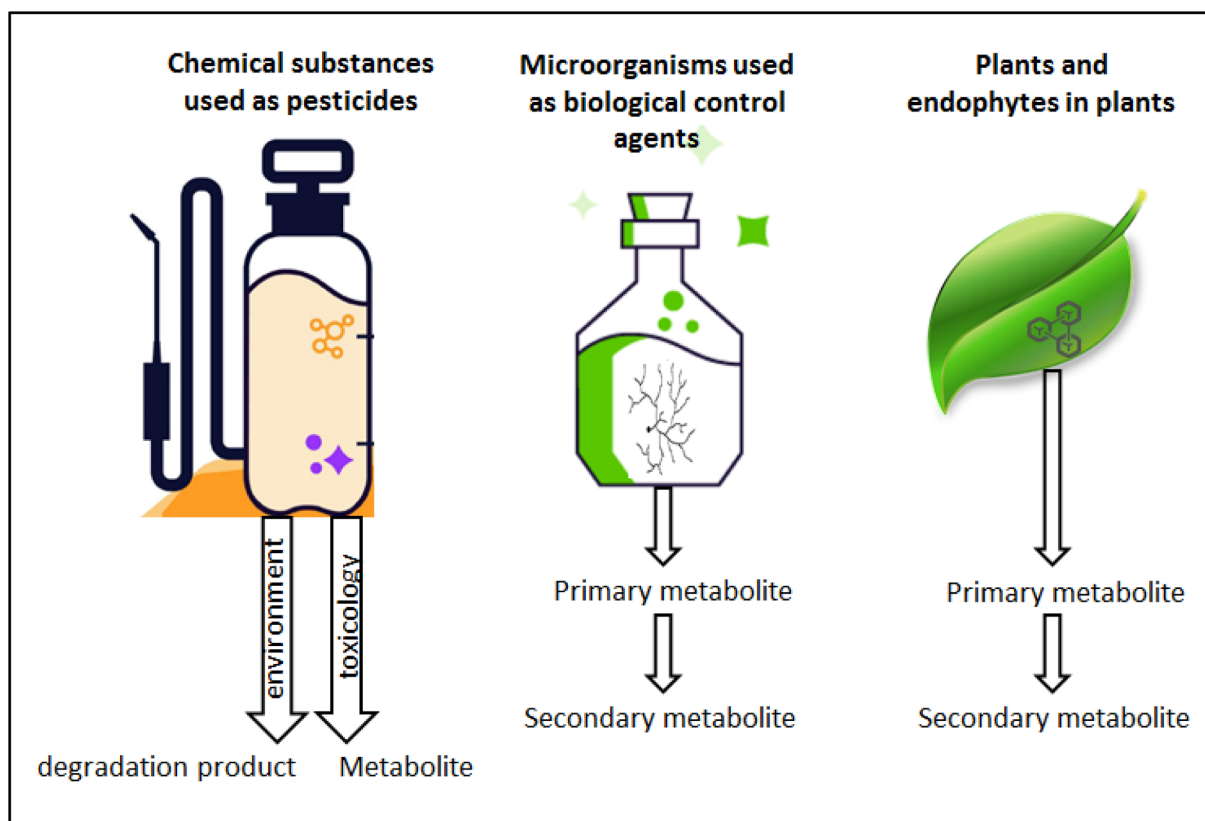 Chemical substances
used as pesticides
Microorganisms used
as biological control
agents
Plants and
endophytes in plants
environment
toxicology
degradation product
Metabolite
Primary metabolite
Secondary metabolite
Primary metabolite
Secondary metabolite